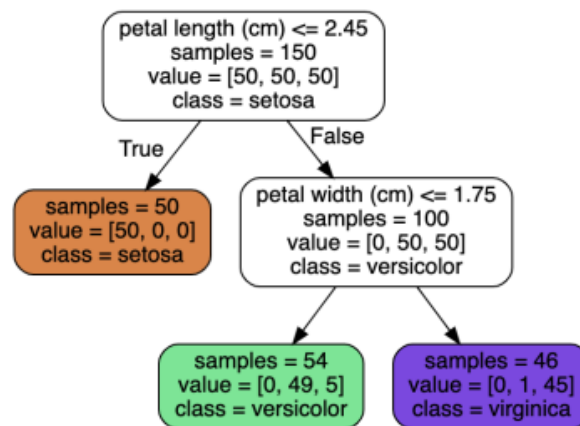 petal length (cm) <= 2.45
samples = 150
value = [50, 50, 50]
class = setosa
True
False
samples = 50
value = [50, 0, 0]
class = setosa
petal width (cm) <= 1.75
samples = 100
value = [0, 50, 50]
class = versicolor
samples = 54
value = [0, 49, 5]
class = versicolor
samples = 46
value = [0, 1, 45]
class = virginica